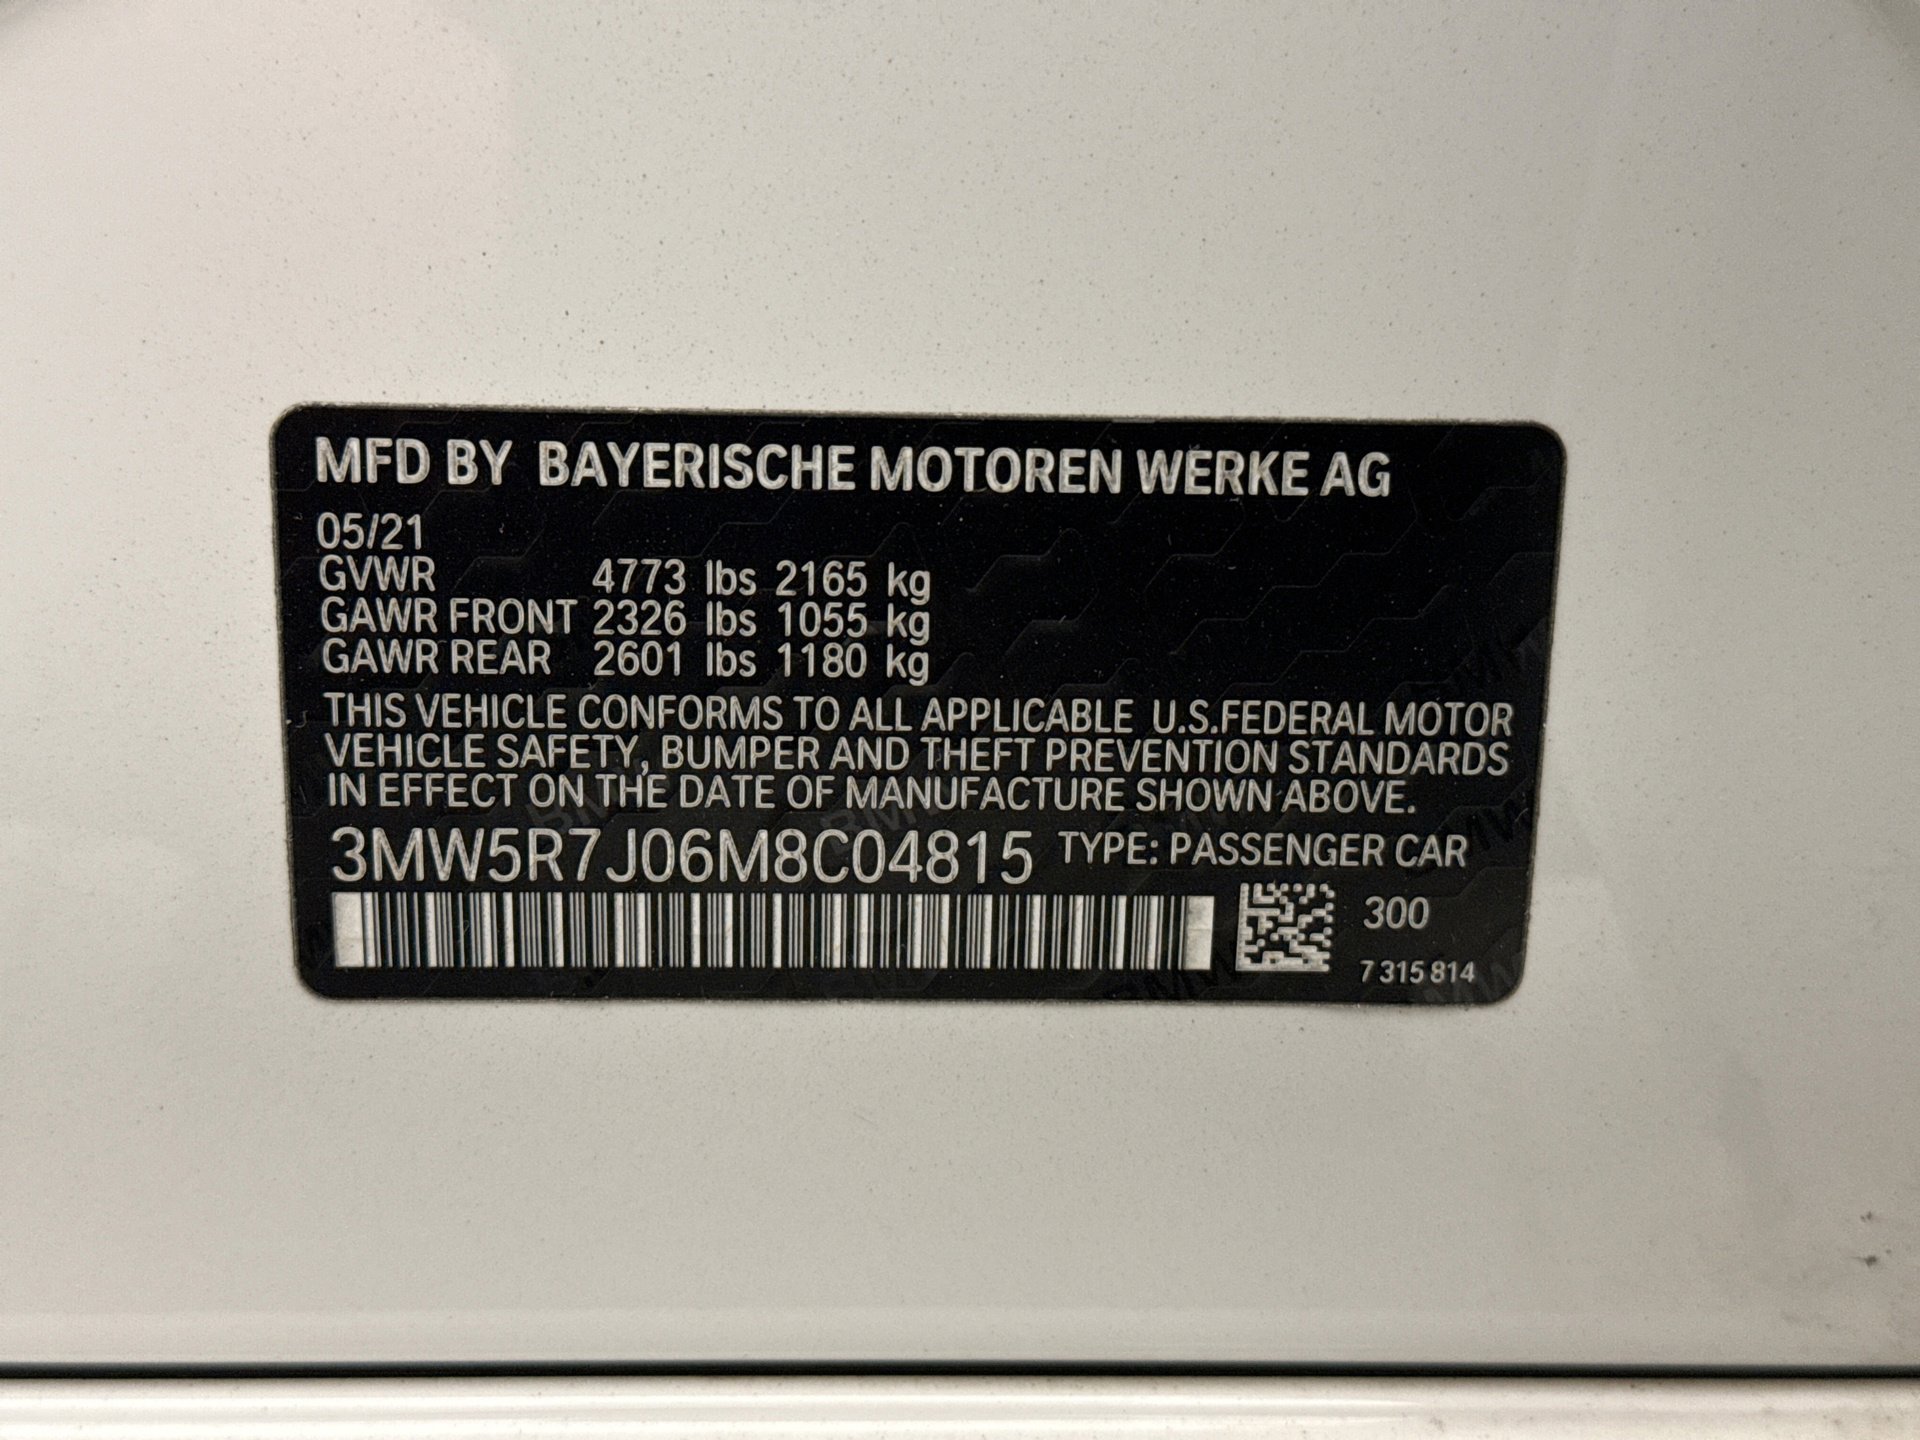 MFD BY BAYERISCHE MOTOREN WERKE AG
05/21
GVWR 4773 lbs 2165 kg
GAWR FRONT 2326 lbs 1055 kg
GAWR REAR 2601 lbs 1180 kg
THIS VEHICLE CONFORMS TO ALL APPLICABLE U.S.FEDERAL MOTOR
VEHICLE SAFETY, BUMPER AND THEFT PREVENTION STANDARDS
IN EFFECT ON THE DATE OF MANUFACTURE SHOWN ABOVE.
3MW5R7J06M8C04815 TYPE: PASSENGER CAR
300
7 315 814